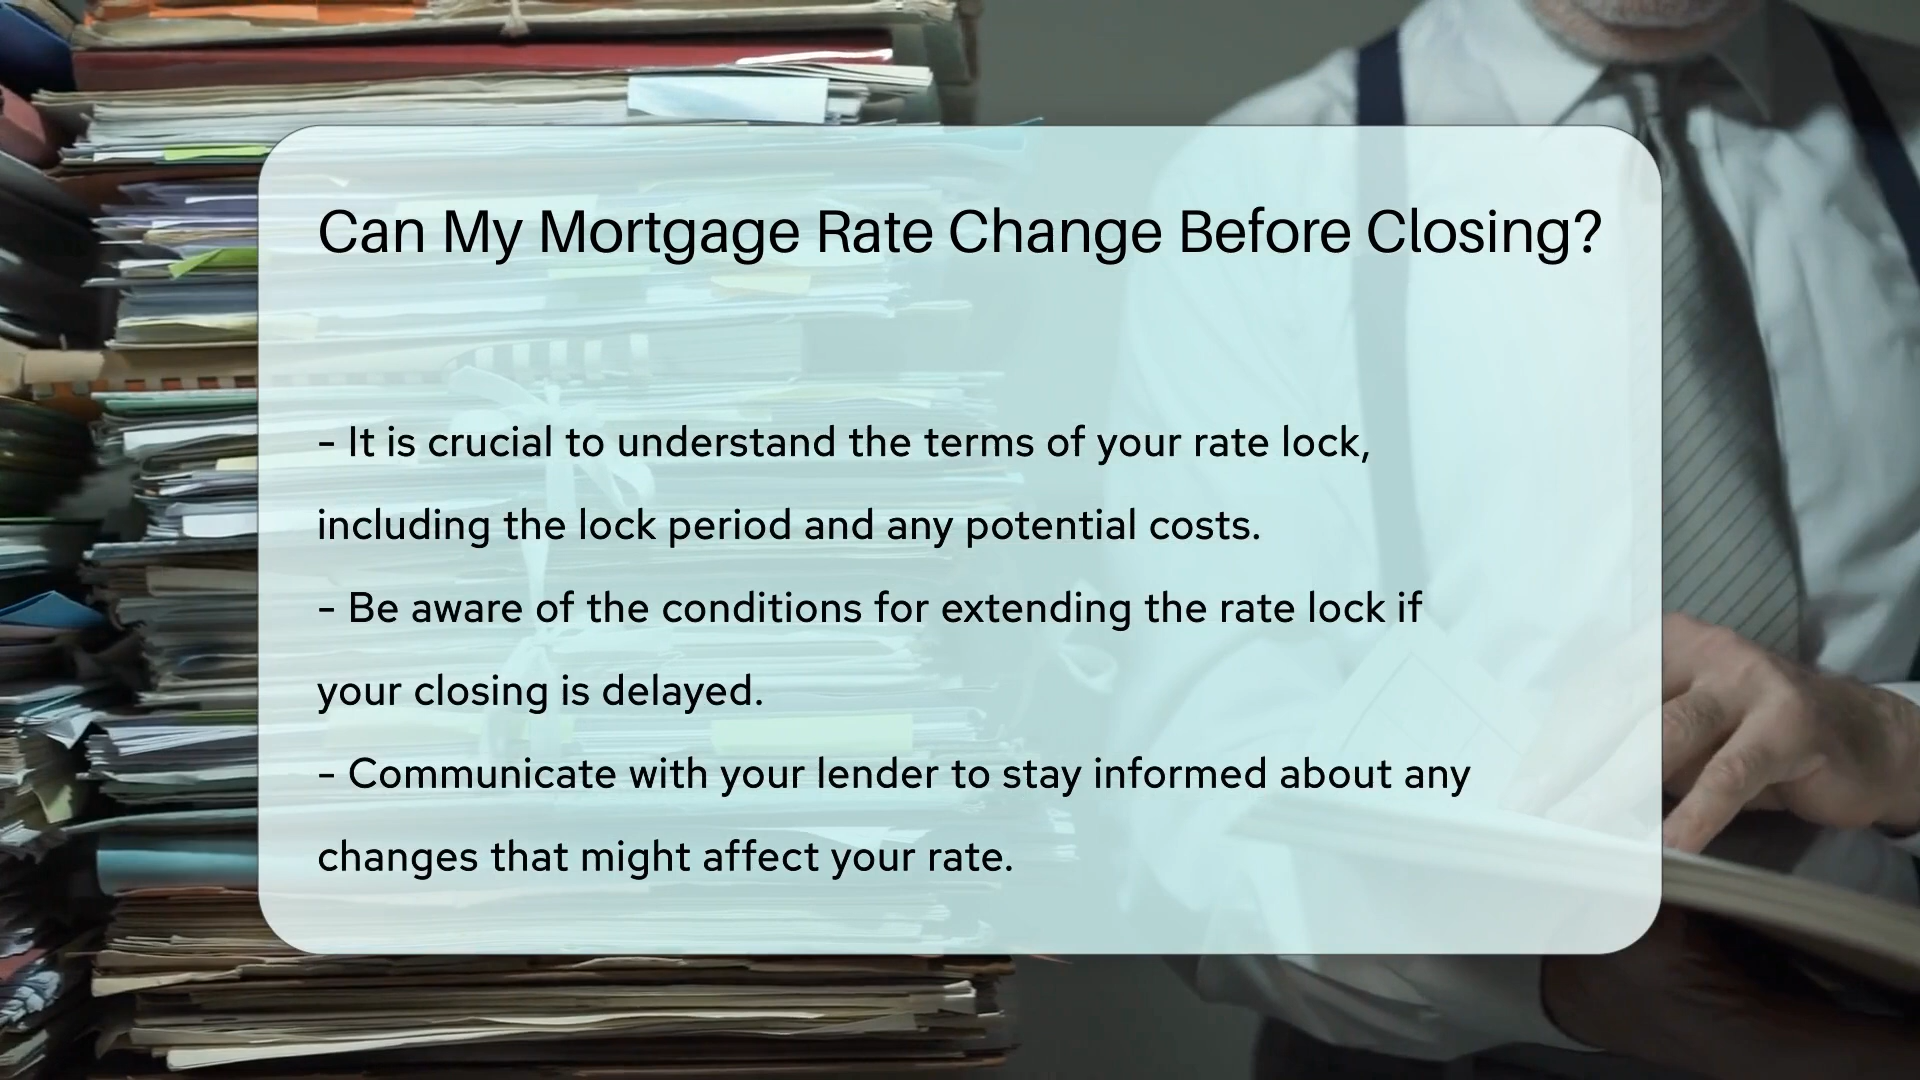 Can My Mortgage Rate Change Before Closing?
- It is crucial to understand the terms of your rate lock,
including the lock period and any potential costs.
- Be aware of the conditions for extending the rate lock if
your closing is delayed.
- Communicate with your lender to stay informed about any
changes that might affect your rate.